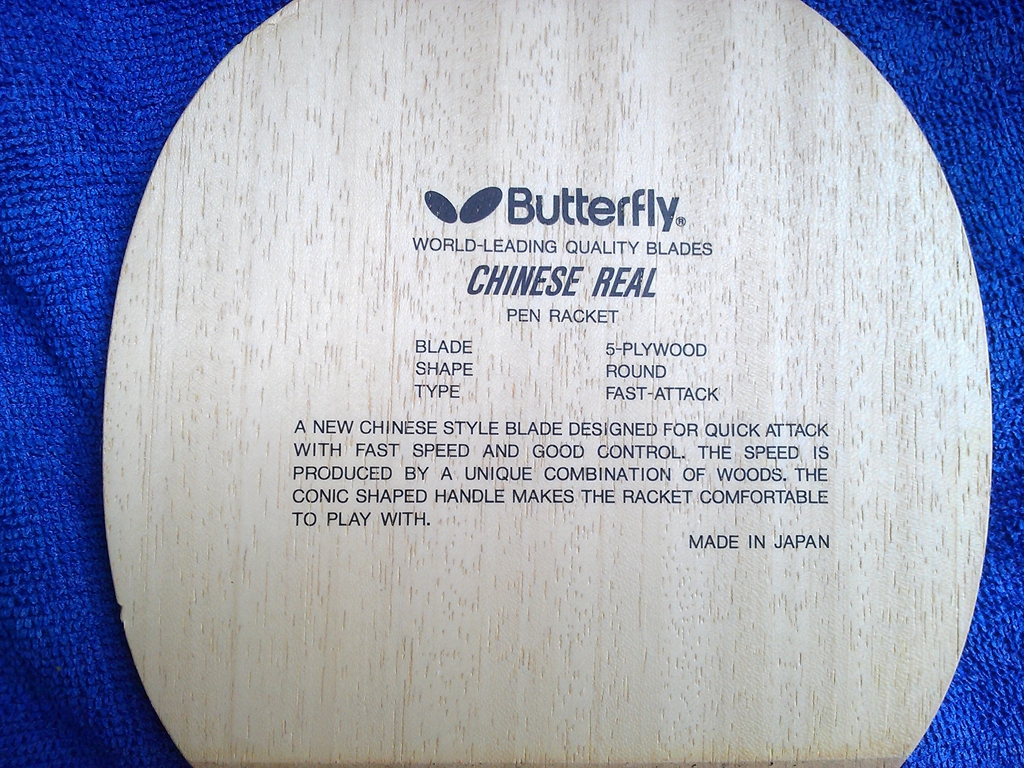 Butterfly®
WORLD-LEADING QUALITY BLADES
CHINESE REAL
PEN RACKET
BLADE 5-PLYWOOD
SHAPE ROUND
TYPE FAST-ATTACK
A NEW CHINESE STYLE BLADE DESIGNED FOR QUICK ATTACK
WITH FAST SPEED AND GOOD CONTROL. THE SPEED IS
PRODUCED BY A UNIQUE COMBINATION OF WOODS. THE
CONIC SHAPED HANDLE MAKES THE RACKET COMFORTABLE
TO PLAY WITH.
MADE IN JAPAN